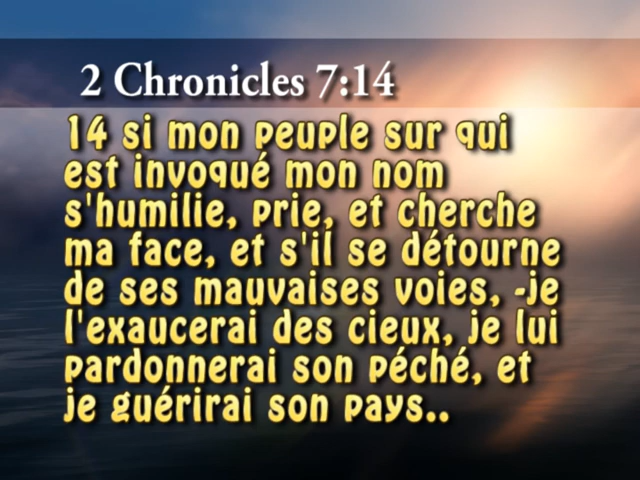 2 Chronicles 7:14
14 si mon peuple sur qui
est invoqué mon nom
s'humilie, prie, et cherche
ma face, et s'il se détourne
de ses mauvaises voies, -je
l'exaucerai des cieux, je lui
pardonnerai son péché, et
je guérirai son pays..